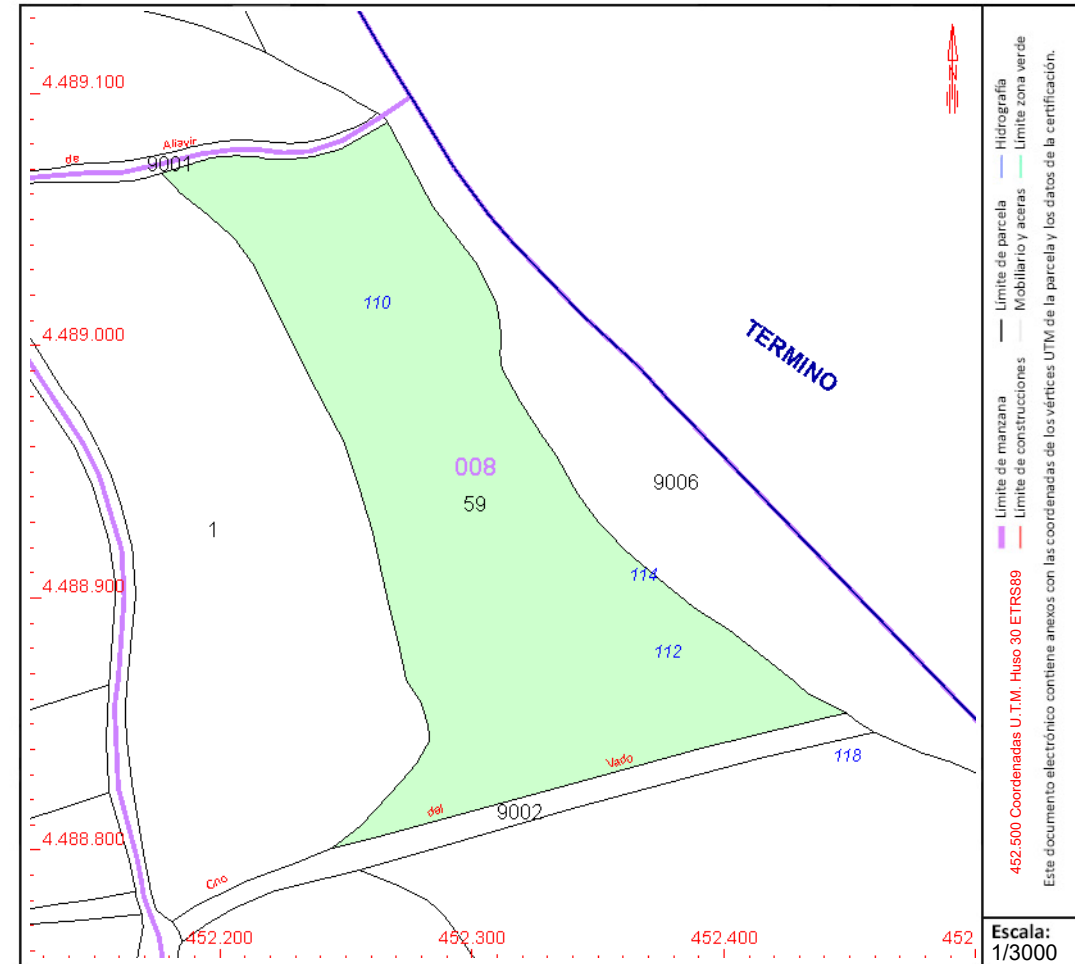 4.489.100
de
Aliavir
9001
110
4.489.000
TERMINO
008
59
9006
1
4.488.900
114
112
118
Vado
del
9002
4.488.800
Cno
452.200
452.300
452.400
452
N
Hidrografía
Límite zona verde
Límite de parcela
Mobiliario y aceras
Límite de manzana
Límite de construcciones
452.500 Coordenadas U.T.M. Huso 30 ETRS89
Este documento electrónico contiene anexos con las coordenadas de los vértices UTM de la parcela y los datos de la certificación.
Escala:
1/3000